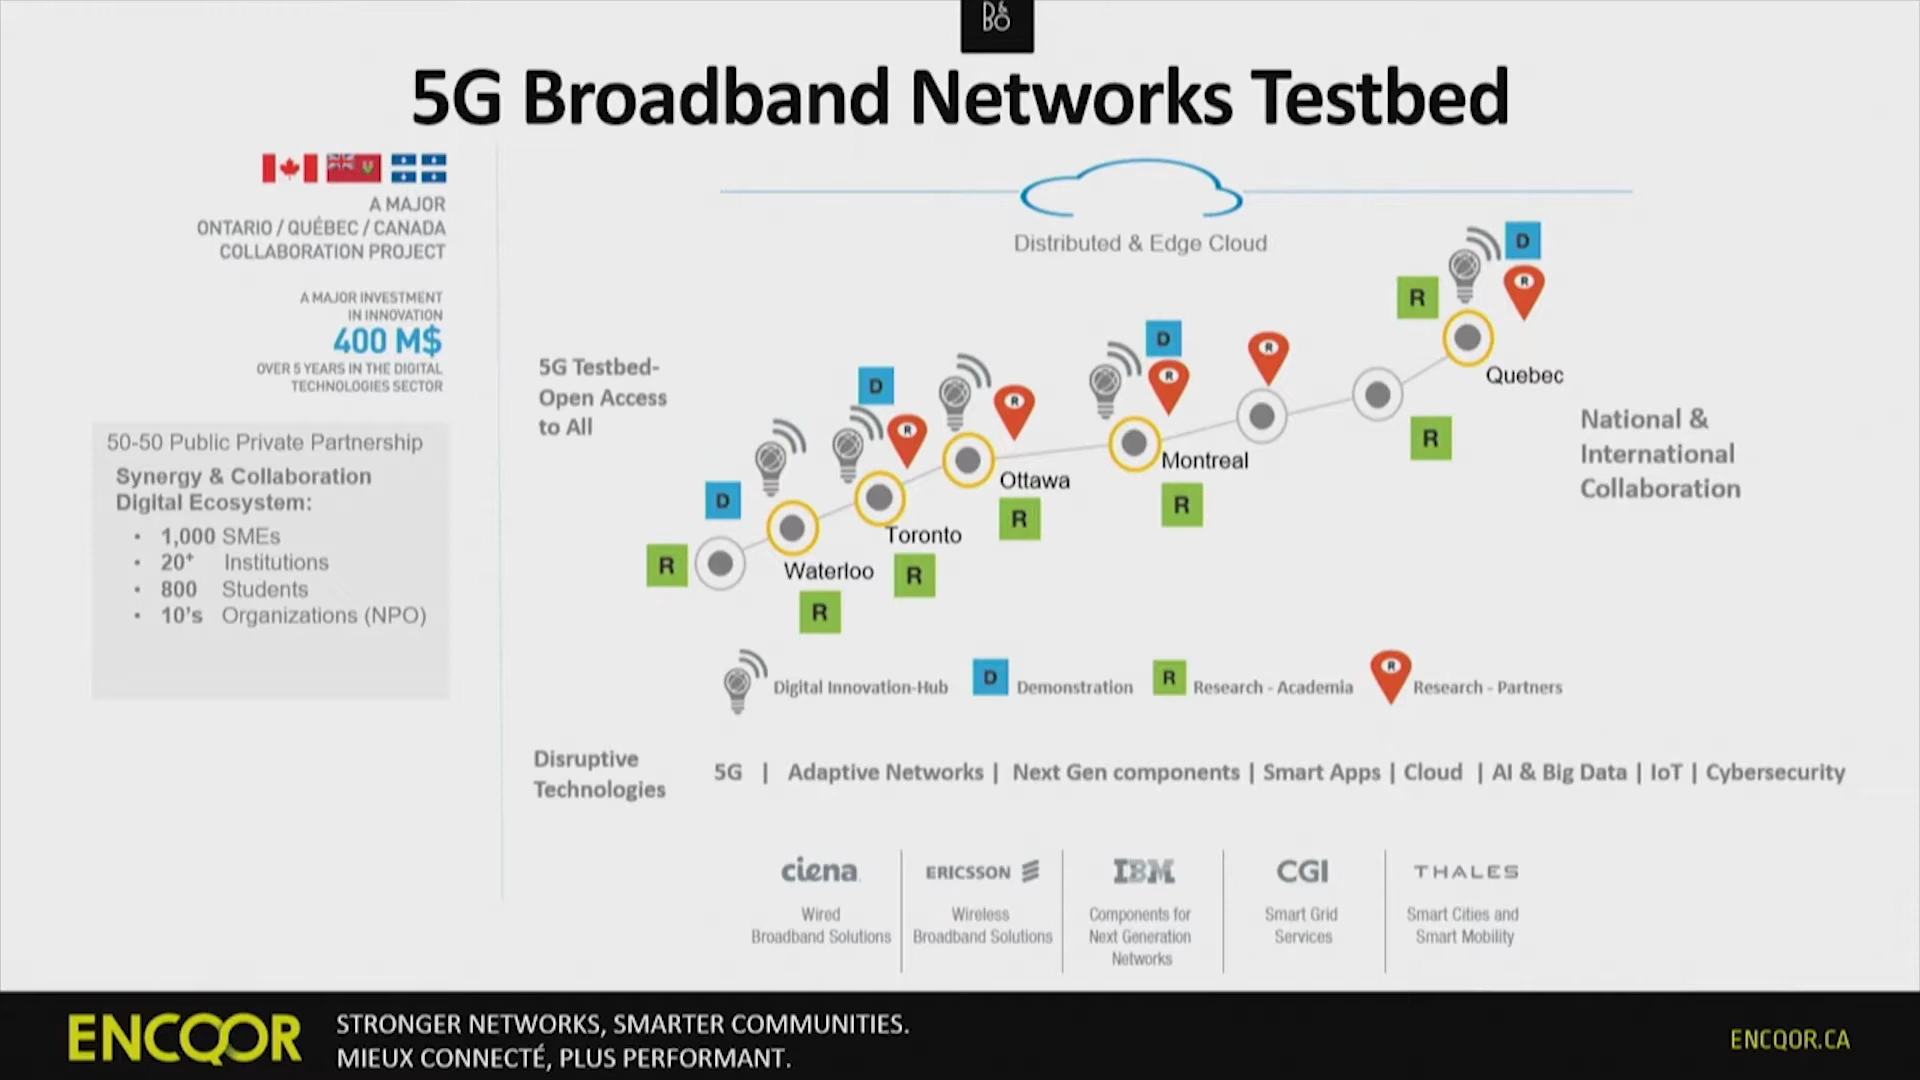 B&O
5G Broadband Networks Testbed
A MAJOR
ONTARIO / QUÉBEC / CANADA
COLLABORATION PROJECT
A MAJOR INVESTMENT
IN INNOVATION
400 M$
OVER 5 YEARS IN THE DIGITAL
TECHNOLOGIES SECTOR
50-50 Public Private Partnership
Synergy & Collaboration
Digital Ecosystem:
• 1,000 SMEs
• 20+ Institutions
• 800 Students
• 10's Organizations (NPO)
Distributed & Edge Cloud
5G Testbed-
Open Access
to All
D
R
R
Quebec
R
D
R
R
Montreal
R
R
Ottawa
R
D
R
Toronto
R
Waterloo
R
D
R
National &
International
Collaboration
Digital Innovation-Hub
D Demonstration
R Research - Academia
R Research - Partners
Disruptive
Technologies
5G | Adaptive Networks | Next Gen components | Smart Apps | Cloud | AI & Big Data | IoT | Cybersecurity
ciena
Wired
Broadband Solutions
ERICSSON
Wireless
Broadband Solutions
IBM
Components for
Next Generation
Networks
CGI
Smart Grid
Services
THALES
Smart Cities and
Smart Mobility
ENCQOR
STRONGER NETWORKS, SMARTER COMMUNITIES.
MIEUX CONNECTÉ, PLUS PERFORMANT.
ENCQOR.CA